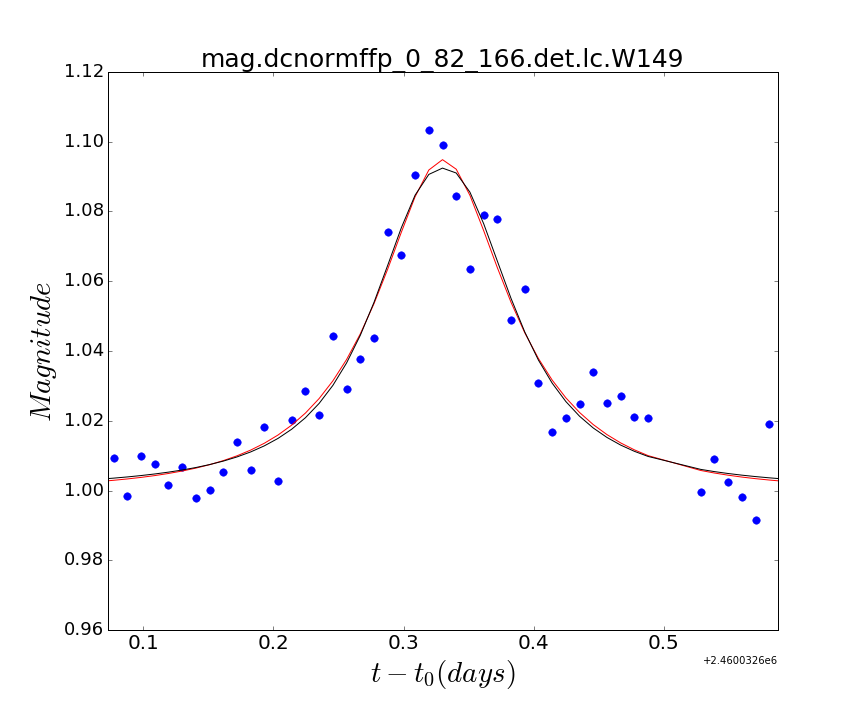 mag.dcnormffp_0_82_166.det.lc.W149
1.12
1.10
1.08
1.06
1.04
1.02
1.00
0.98
0.96
Magnitude
0.1 0.2 0.3 0.4 0.5
+2.4600326e6
t − t₀(days)